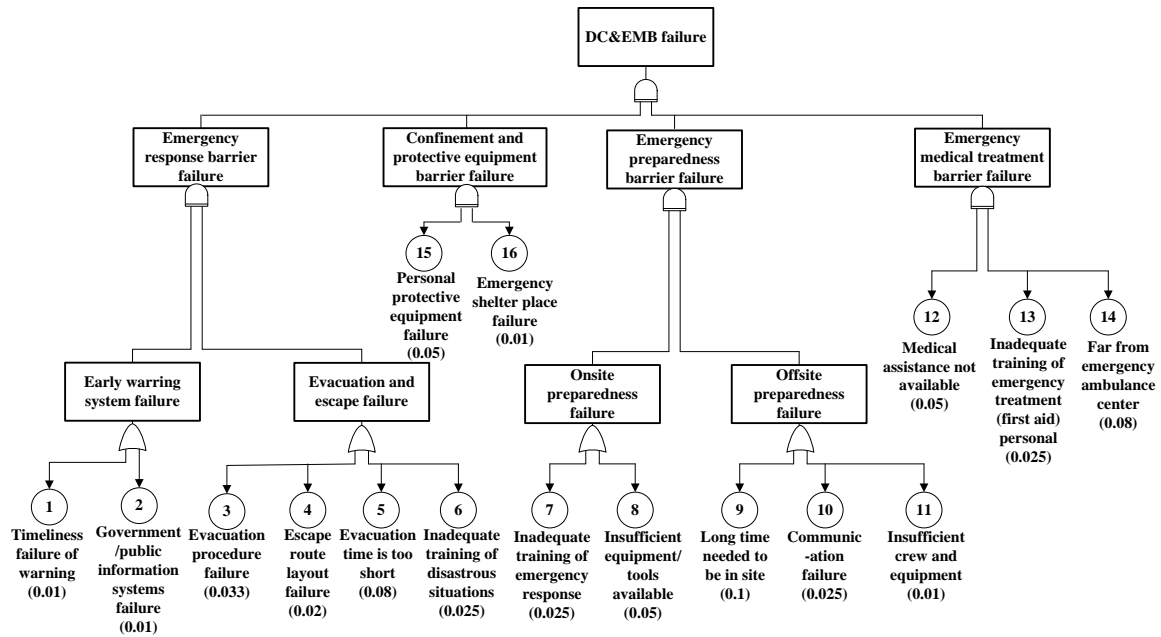 DC&EMB failure
Emergency
response barrier
failure
Confinement and
protective equipment
barrier failure
Emergency
preparedness
barrier failure
Emergency
medical treatment
barrier failure
15
Personal
protective
equipment
failure
(0.05)
16
Emergency
shelter place
failure
(0.01)
12
Medical
assistance not
available
(0.05)
13
Inadequate
training of
emergency
treatment
(first aid)
personal
(0.025)
14
Far from
emergency
ambulance
center
(0.08)
Early warring
system failure
Evacuation and
escape failure
Onsite
preparedness
failure
Offsite
preparedness
failure
1
Timeliness
failure of
warning
(0.01)
2
Government
/public
information
systems
failure
(0.01)
3
Evacuation
procedure
failure
(0.033)
4
Escape
route
layout
failure
(0.02)
5
Evacuation
time is too
short
(0.08)
6
Inadequate
training of
disastrous
situations
(0.025)
7
Inadequate
training of
emergency
response
(0.025)
8
Insufficient
equipment/
tools
available
(0.05)
9
Long time
needed to
be in site
(0.1)
10
Communic
-ation
failure
(0.025)
11
Insufficient
crew and
equipment
(0.01)